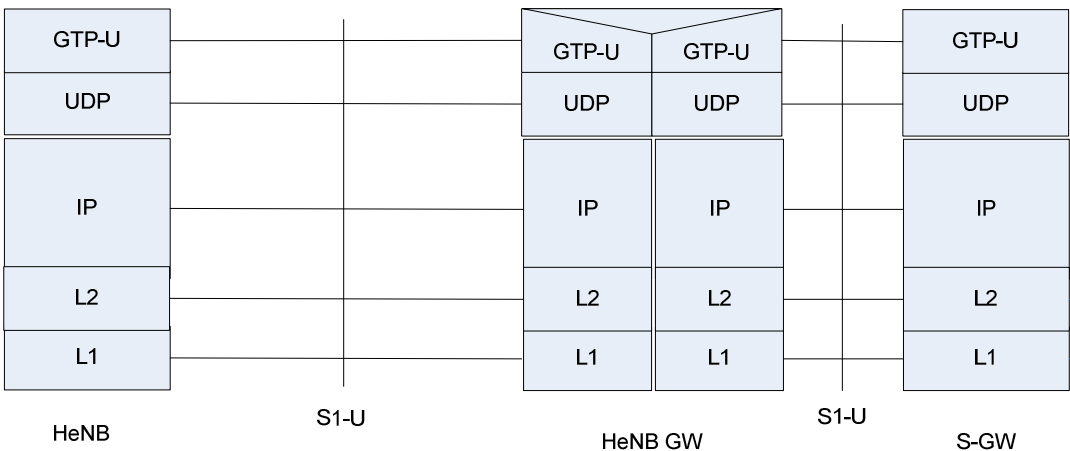 GTP-U GTP-U GTP-U GTP-U
UDP UDP UDP UDP
IP IP IP IP
L2 L2 L2 L2
L1 L1 L1 L1
S1-U S1-U
HeNB HeNB GW S-GW